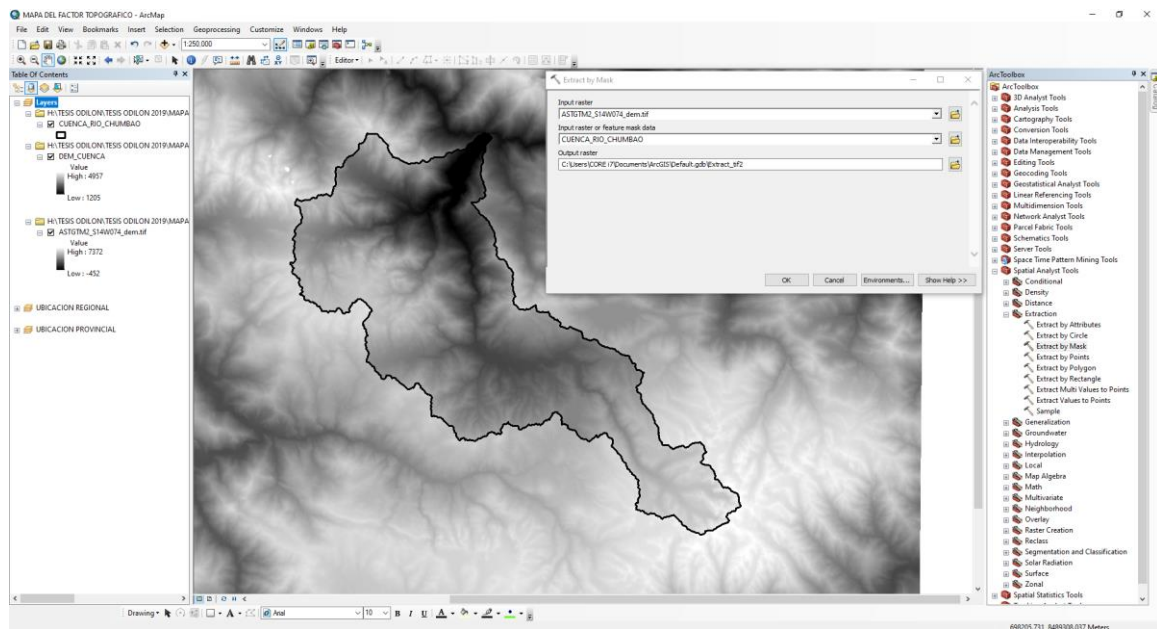 MAPA DEL FACTOR TOPOGRAFICO - ArcMap
File Edit View Bookmarks Insert Selection Geoprocessing Customize Windows Help
1:250.000
Editor
Table Of Contents
Layers
H:\TESIS ODILON\TESIS ODILON 2019\MAPA
CUENCA_RIO_CHUMBAO
H:\TESIS ODILON\TESIS ODILON 2019\MAPA
DEM_CUENCA
Value
High : 4957
Low : 1205
H:\TESIS ODILON\TESIS ODILON 2019\MAPA
ASTGTM2_S14W074_dem.tif
Value
High : 7372
Low : -452
UBICACION REGIONAL
UBICACION PROVINCIAL
Extract by Mask
Input raster
ASTGTM2_S14W074_dem.tif
Input raster or feature mask data
CUENCA_RIO_CHUMBAO
Output raster
C:\Users\CORE i7\Documents\ArcGIS\Default.gdb\Extract_tif2
OK Cancel Environments... Show Help >>
ArcToolbox
ArcToolbox
3D Analyst Tools
Analysis Tools
Cartography Tools
Conversion Tools
Data Interoperability Tools
Data Management Tools
Editing Tools
Geocoding Tools
Geostatistical Analyst Tools
Linear Referencing Tools
Multidimension Tools
Network Analyst Tools
Parcel Fabric Tools
Schematics Tools
Server Tools
Space Time Pattern Mining Tools
Spatial Analyst Tools
Conditional
Density
Distance
Extraction
Extract by Attributes
Extract by Circle
Extract by Mask
Extract by Points
Extract by Polygon
Extract by Rectangle
Extract Multi Values to Points
Extract Values to Points
Sample
Generalization
Groundwater
Hydrology
Interpolation
Local
Map Algebra
Math
Multivariate
Neighborhood
Overlay
Raster Creation
Reclass
Segmentation and Classification
Solar Radiation
Surface
Zonal
Spatial Statistics Tools
Drawing
Arial
10
B I U A
698205,731 8489308,037 Meters